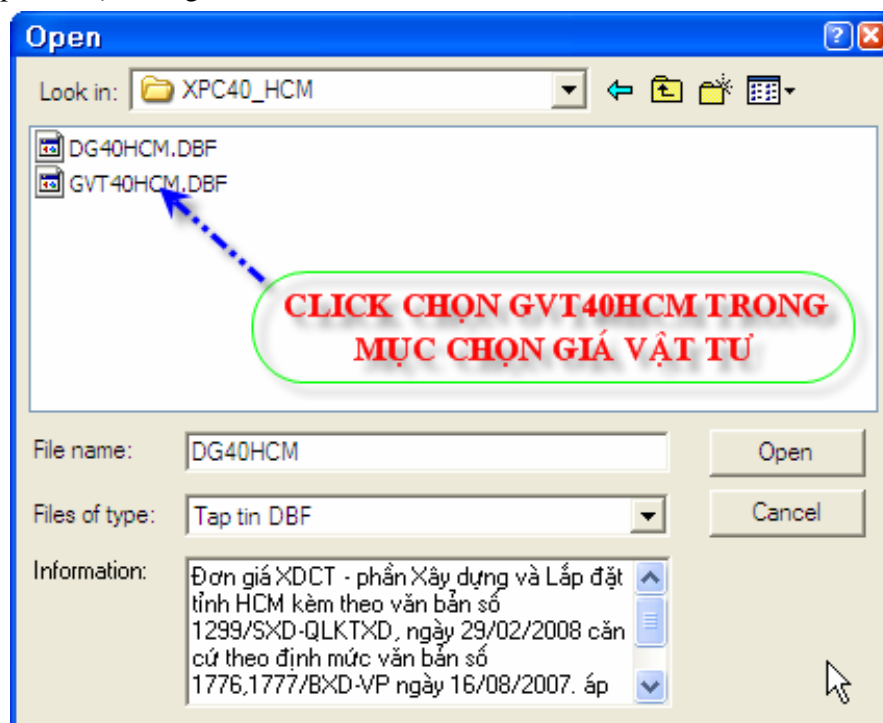 Open
Look in: XPC40_HCM
DG40HCM.DBF
GVT40HCM.DBF
CLICK CHỌN GVT40HCM TRONG
MỤC CHỌN GIÁ VẬT TƯ
File name: DG40HCM Open
Files of type: Tap tin DBF Cancel
Information: Đơn giá XDCT - phần Xây dựng và Lắp đặt
tỉnh HCM kèm theo văn bản số
1299/SXD-QLKTXD, ngày 29/02/2008 căn
cứ theo định mức văn bản số
1776,1777/BXD-VP ngày 16/08/2007. áp